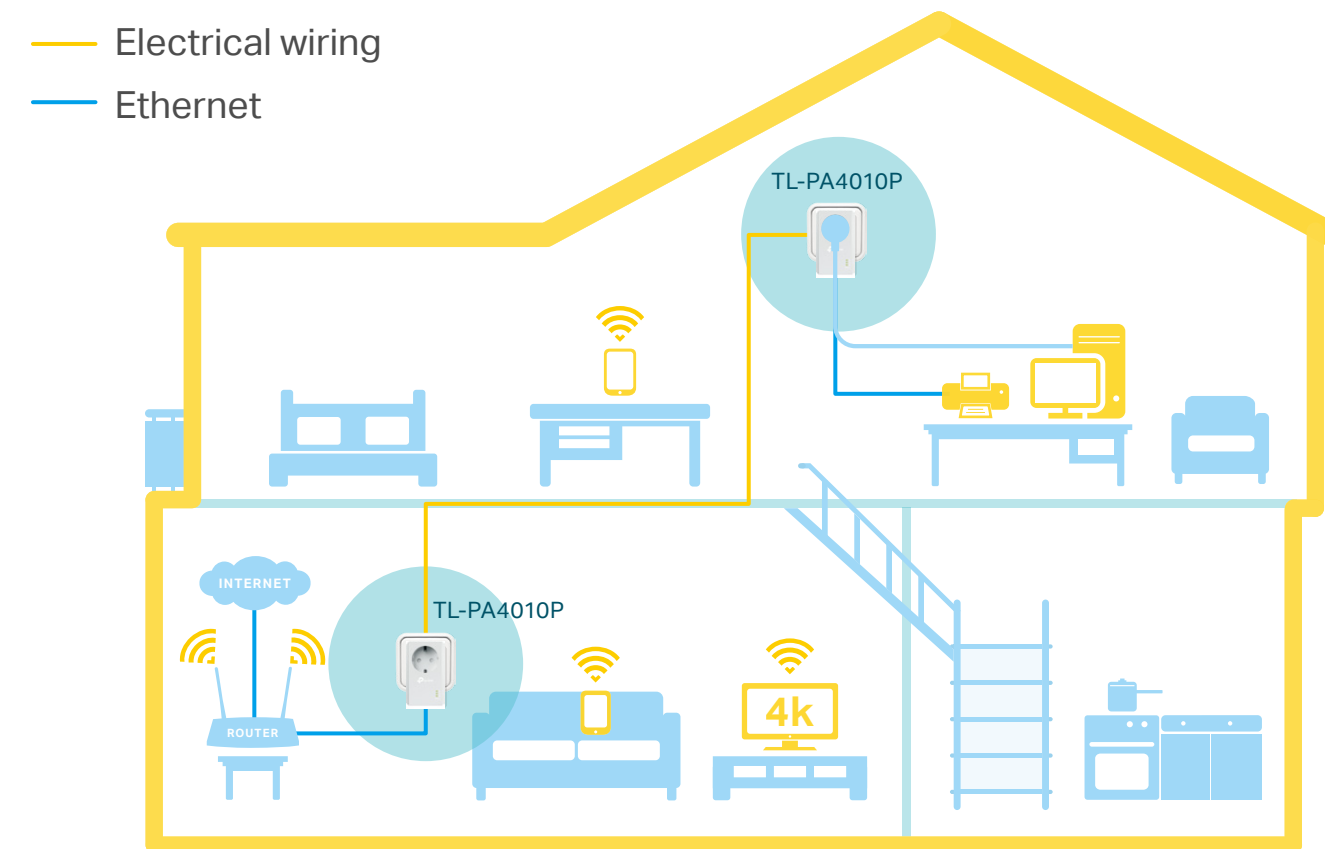 Electrical wiring
Ethernet
TL-PA4010P
INTERNET
TL-PA4010P
4k
ROUTER